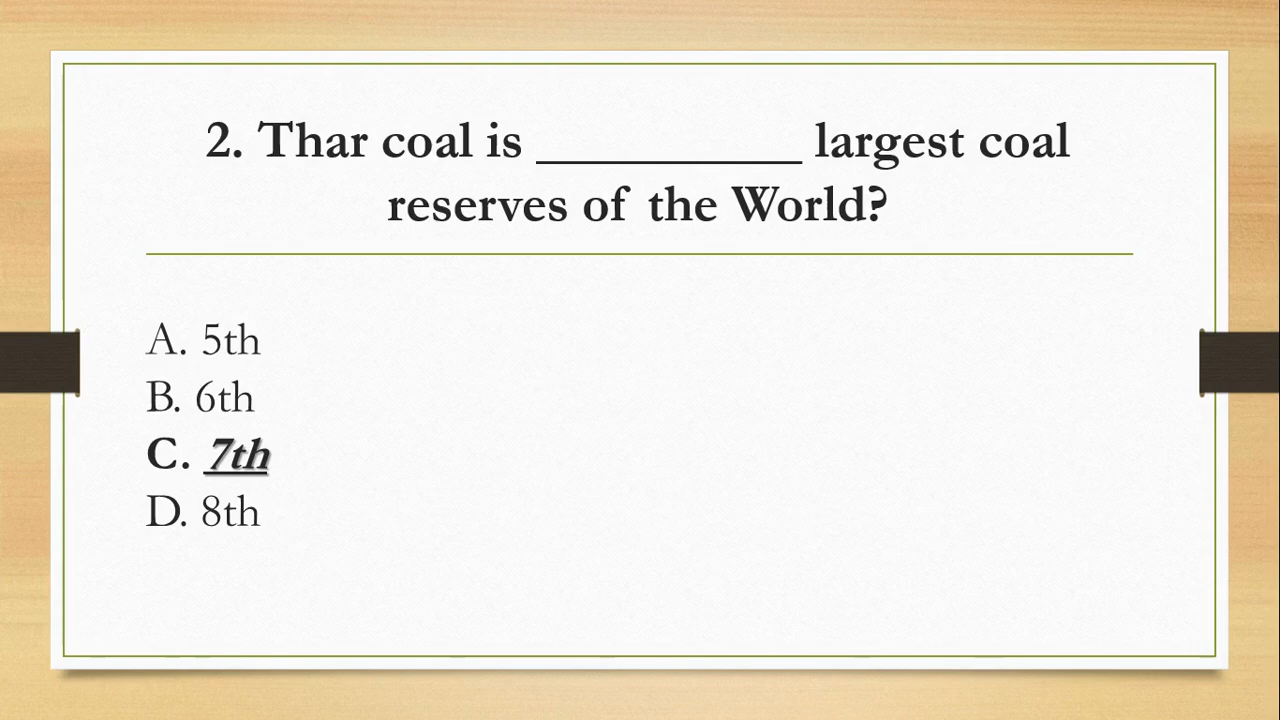 2. Thar coal is __________ largest coal
reserves of the World?
A. 5th
B. 6th
C. 7th
D. 8th